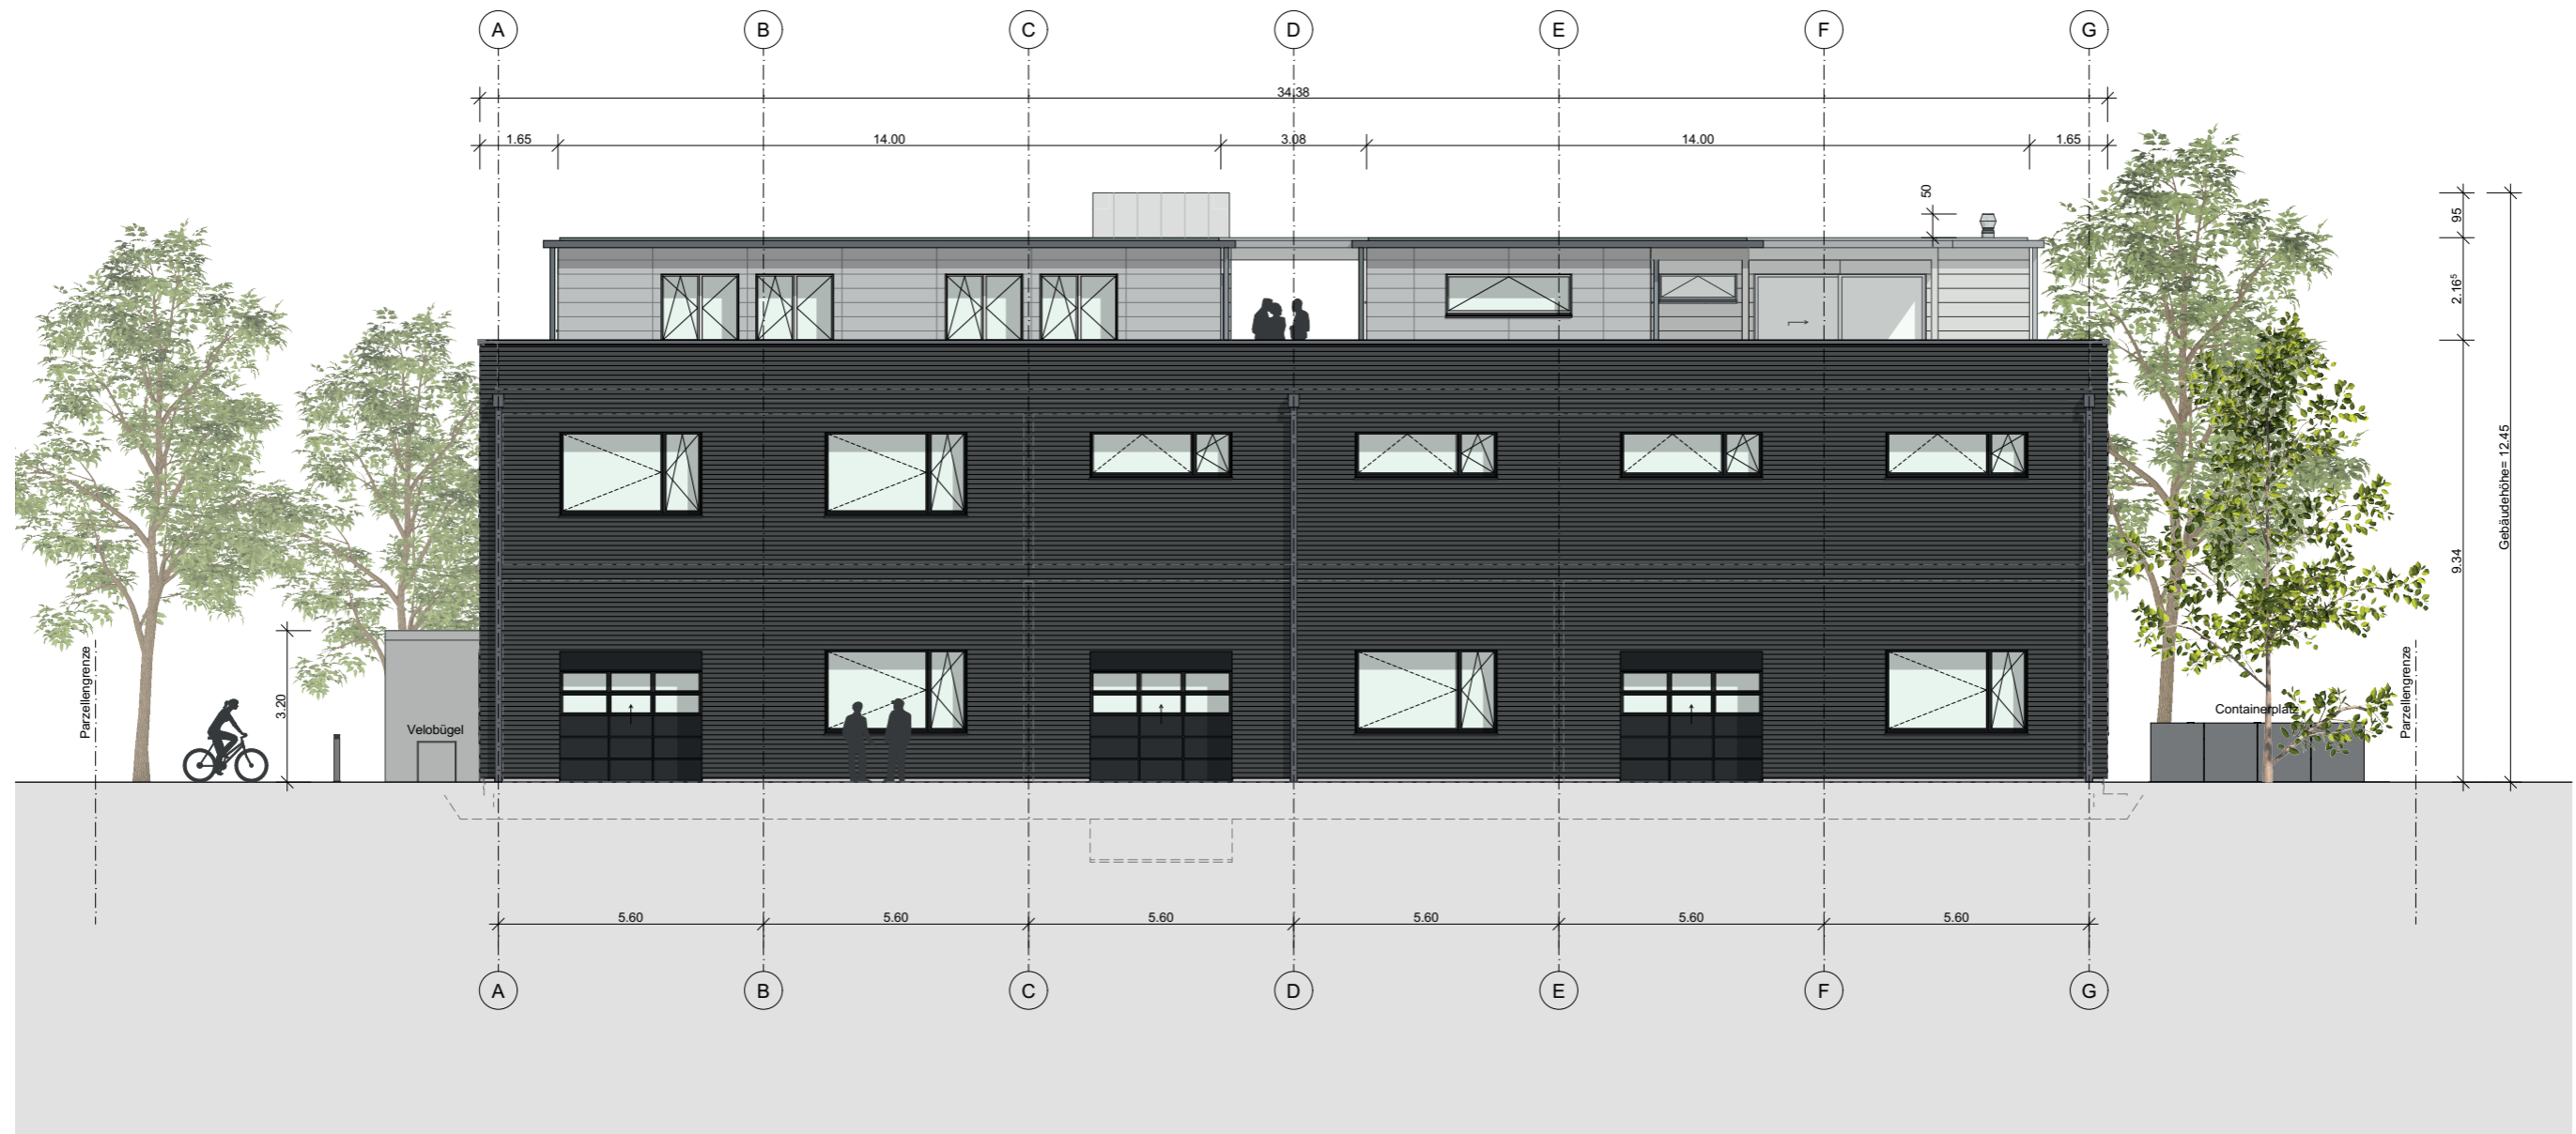 A B C D E F G
34.38
1.65 14.00 3.08 14.00 1.65
50
95
2.16⁵
Gebäudehöhe= 12.45
9.34
Parzellengrenze
3.20
Velobügel
Containerplatz
Parzellengrenze
5.60 5.60 5.60 5.60 5.60 5.60
A B C D E F G